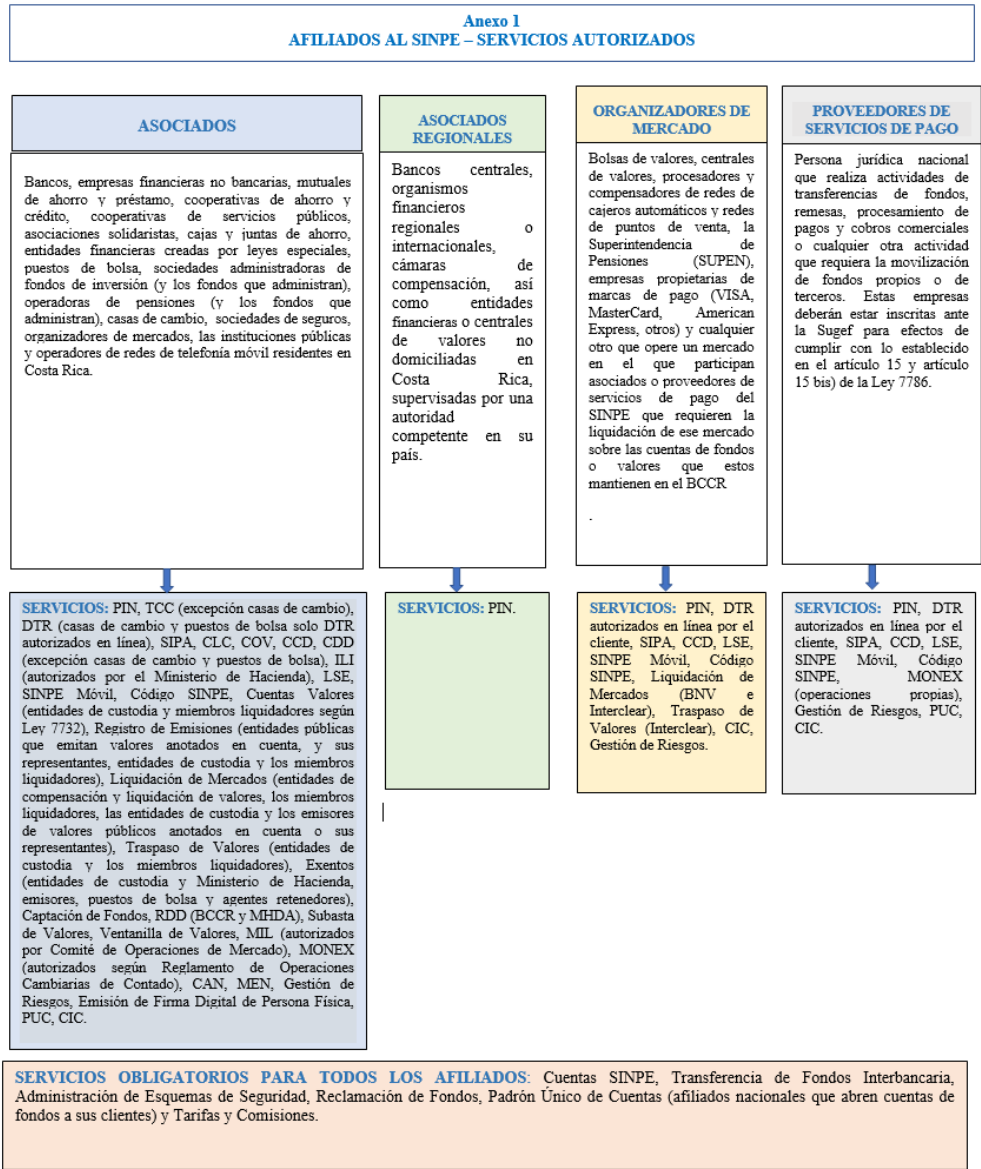 Anexo 1
AFILIADOS AL SINPE – SERVICIOS AUTORIZADOS
ASOCIADOS
Bancos, empresas financieras no bancarias, mutuales
de ahorro y préstamo, cooperativas de ahorro y
crédito, cooperativas de servicios públicos,
asociaciones solidaristas, cajas y juntas de ahorro,
entidades financieras creadas por leyes especiales,
puestos de bolsa, sociedades administradoras de
fondos de inversión (y los fondos que administran),
operadoras de pensiones (y los fondos que
administran), casas de cambio, sociedades de seguros,
organizadores de mercados, las instituciones públicas
y operadores de redes de telefonía móvil residentes en
Costa Rica.
ASOCIADOS
REGIONALES
Bancos centrales,
organismos
financieros
regionales o
internacionales,
cámaras de
compensación, así
como entidades
financieras o centrales
de valores no
domiciliadas en
Costa Rica,
supervisadas por una
autoridad
competente en su
país.
ORGANIZADORES DE
MERCADO
Bolsas de valores, centrales
de valores, procesadores y
compensadores de redes de
cajeros automáticos y redes
de puntos de venta, la
Superintendencia de
Pensiones (SUPEN),
empresas propietarias de
marcas de pago (VISA,
MasterCard, American
Express, otros) y cualquier
otro que opere un mercado
en el que participan
asociados o proveedores de
servicios de pago del
SINPE que requieren la
liquidación de ese mercado
sobre las cuentas de fondos
o valores que estos
mantienen en el BCCR
.
PROVEEDORES DE
SERVICIOS DE PAGO
Persona jurídica nacional
que realiza actividades de
transferencias de fondos,
remesas, procesamiento de
pagos y cobros comerciales
o cualquier otra actividad
que requiera la movilización
de fondos propios o de
terceros. Estas empresas
deberán estar inscritas ante
la Sugef para efectos de
cumplir con lo establecido
en el artículo 15 y artículo
15 bis) de la Ley 7786.
SERVICIOS: PIN, TCC (excepción casas de cambio),
DTR (casas de cambio y puestos de bolsa solo DTR
autorizados en línea), SIPA, CLC, COV, CCD, CDD
(excepción casas de cambio y puestos de bolsa), ILI
(autorizados por el Ministerio de Hacienda), LSE,
SINPE Móvil, Código SINPE, Cuentas Valores
(entidades de custodia y miembros liquidadores según
Ley 7732), Registro de Emisiones (entidades públicas
que emitan valores anotados en cuenta, y sus
representantes, entidades de custodia y los miembros
liquidadores), Liquidación de Mercados (entidades de
compensación y liquidación de valores, los miembros
liquidadores, las entidades de custodia y los emisores
de valores públicos anotados en cuenta o sus
representantes), Traspaso de Valores (entidades de
custodia y los miembros liquidadores), Exentos
(entidades de custodia y Ministerio de Hacienda,
emisores, puestos de bolsa y agentes retenedores),
Captación de Fondos, RDD (BCCR y MHDA), Subasta
de Valores, Ventanilla de Valores, MIL (autorizados
por Comité de Operaciones de Mercado), MONEX
(autorizados según Reglamento de Operaciones
Cambiarias de Contado), CAN, MEN, Gestión de
Riesgos, Emisión de Firma Digital de Persona Física,
PUC, CIC.
SERVICIOS: PIN.
SERVICIOS: PIN, DTR
autorizados en línea por el
cliente, SIPA, CCD, LSE,
SINPE Móvil, Código
SINPE, Liquidación de
Mercados (BNV e
Interclear), Traspaso de
Valores (Interclear), CIC,
Gestión de Riesgos.
SERVICIOS: PIN, DTR
autorizados en línea por el
cliente, SIPA, CCD, LSE,
SINPE Móvil, Código
SINPE, MONEX
(operaciones propias),
Gestión de Riesgos, PUC,
CIC.
SERVICIOS OBLIGATORIOS PARA TODOS LOS AFILIADOS: Cuentas SINPE, Transferencia de Fondos Interbancaria,
Administración de Esquemas de Seguridad, Reclamación de Fondos, Padrón Único de Cuentas (afiliados nacionales que abren cuentas de
fondos a sus clientes) y Tarifas y Comisiones.